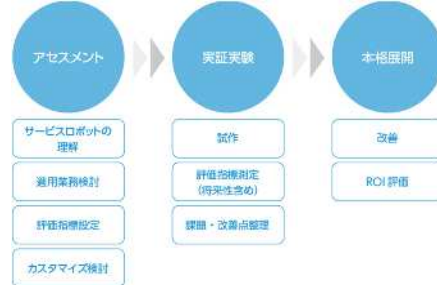 アセスメント
サービスロボットの
理解
適用業務検討
評価指標設定
カスタマイズ検討
実証実験
試作
評価指標測定
(将来性含め)
課題・改善点整理
本格展開
改善
ROI評価